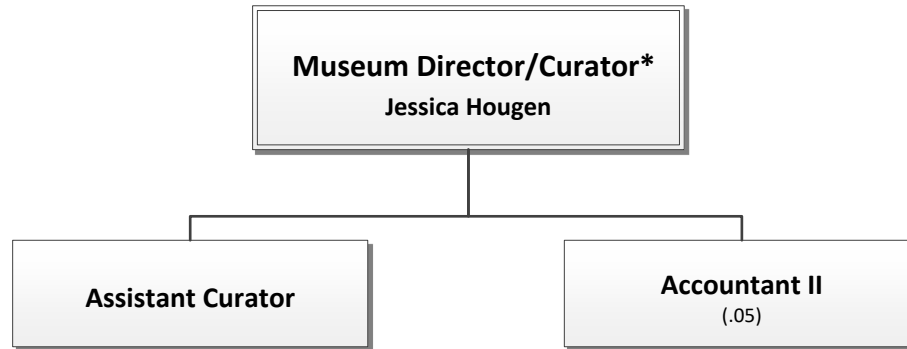 Museum Director/Curator*
Jessica Hougen
Assistant Curator
Accountant II
(.05)